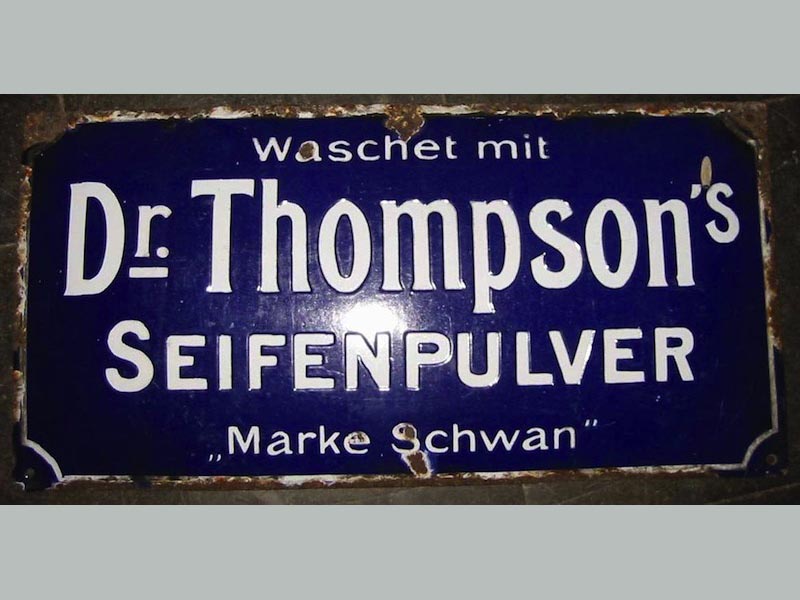 Waschet mit
Dr. Thompson's
SEIFENPULVER
„Marke Schwan"